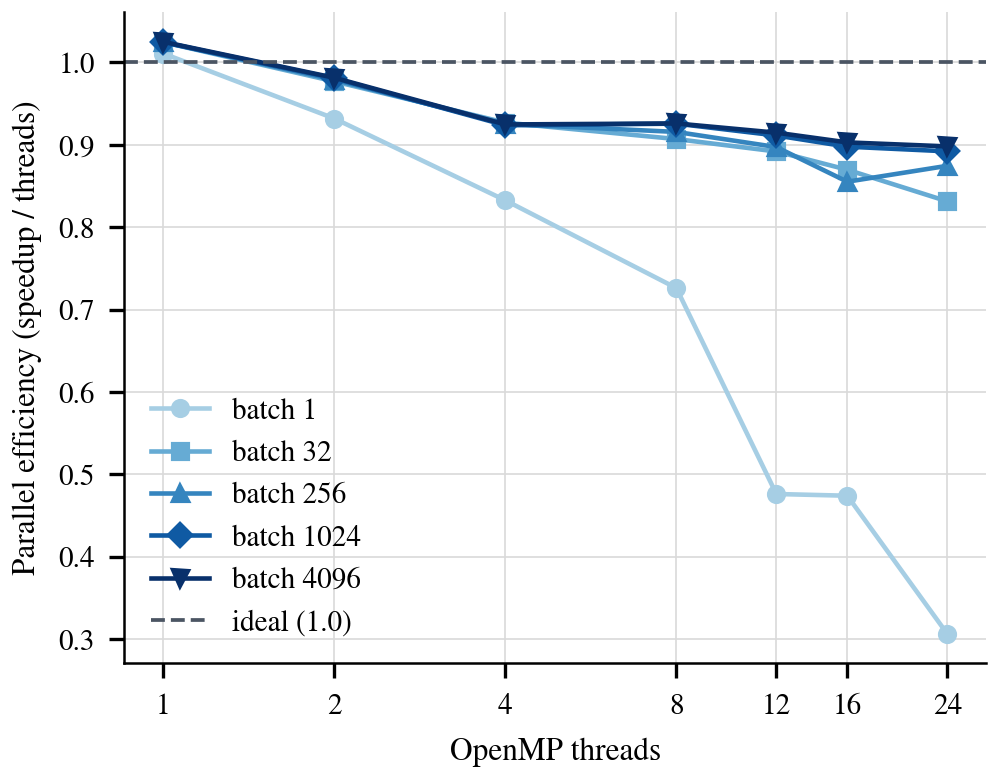 Parallel efficiency (speedup / threads)
1.0
0.9
0.8
0.7
0.6
0.5
0.4
0.3
batch 1
batch 32
batch 256
batch 1024
batch 4096
ideal (1.0)
1 2 4 8 12 16 24
OpenMP threads